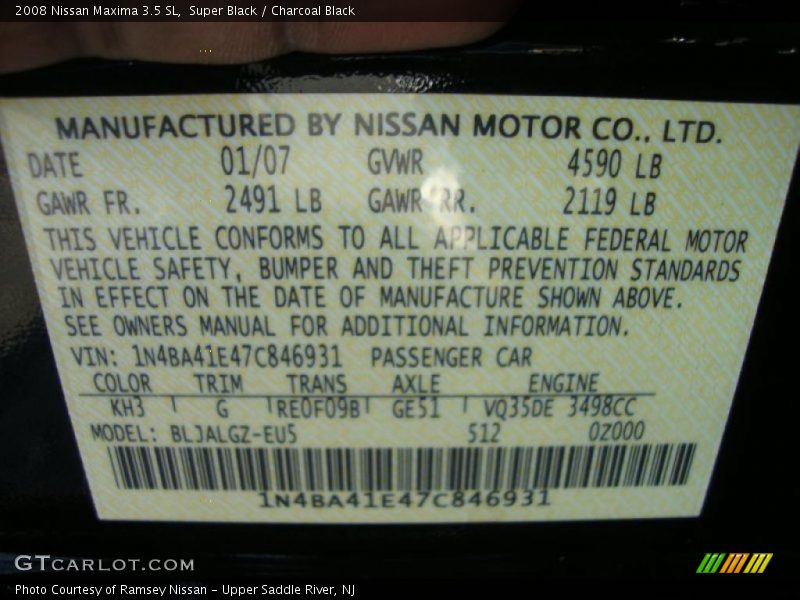 2008 Nissan Maxima 3.5 SL, Super Black / Charcoal Black
MANUFACTURED BY NISSAN MOTOR CO., LTD.
DATE 01/07 GVWR 4590 LB
GAWR FR. 2491 LB GAWR RR. 2119 LB
THIS VEHICLE CONFORMS TO ALL APPLICABLE FEDERAL MOTOR
VEHICLE SAFETY, BUMPER AND THEFT PREVENTION STANDARDS
IN EFFECT ON THE DATE OF MANUFACTURE SHOWN ABOVE.
SEE OWNERS MANUAL FOR ADDITIONAL INFORMATION.
VIN: 1N4BA41E47C846931 PASSENGER CAR
COLOR TRIM TRANS AXLE ENGINE
KH3 G RE0F09B GE51 VQ35DE 3498CC
MODEL: BLJALGZ-EU5 512 0Z000
1N4BA41E47C846931
GTCARLOT.COM
Photo Courtesy of Ramsey Nissan - Upper Saddle River, NJ